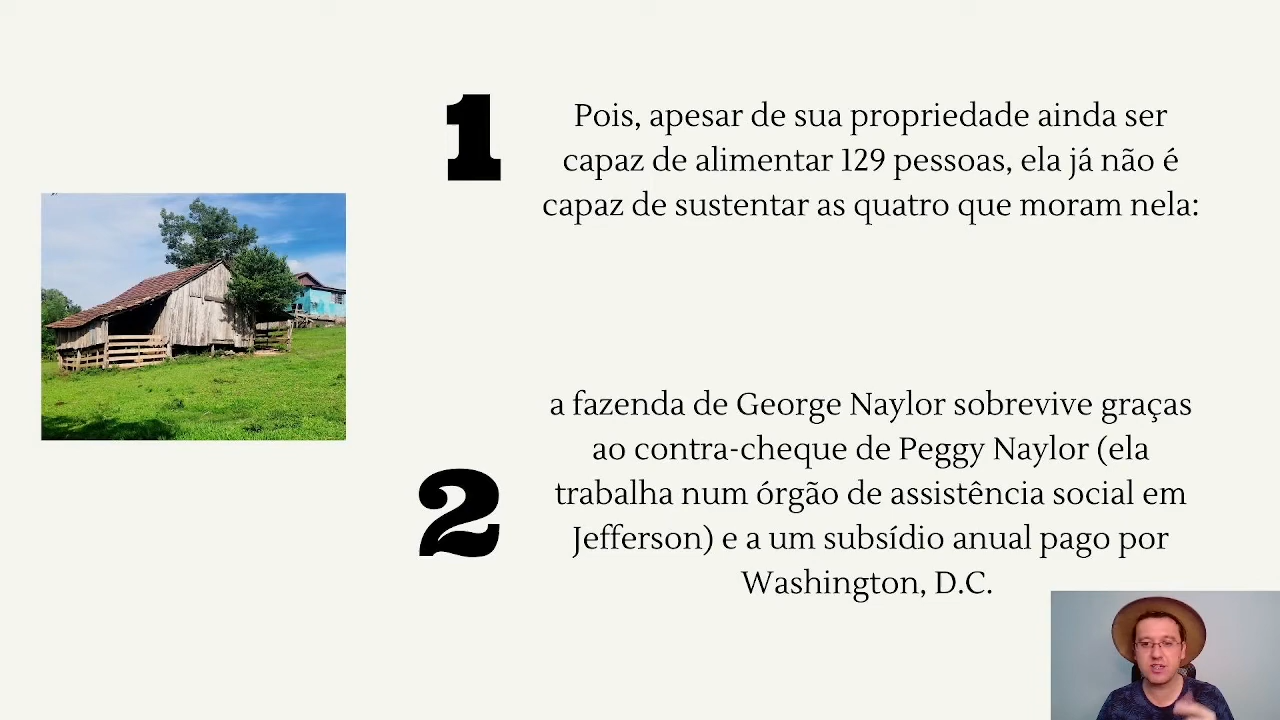 1
Pois, apesar de sua propriedade ainda ser
capaz de alimentar 129 pessoas, ela já não é
capaz de sustentar as quatro que moram nela:
2
a fazenda de George Naylor sobrevive graças
ao contra-cheque de Peggy Naylor (ela
trabalha num órgão de assistência social em
Jefferson) e a um subsídio anual pago por
Washington, D.C.